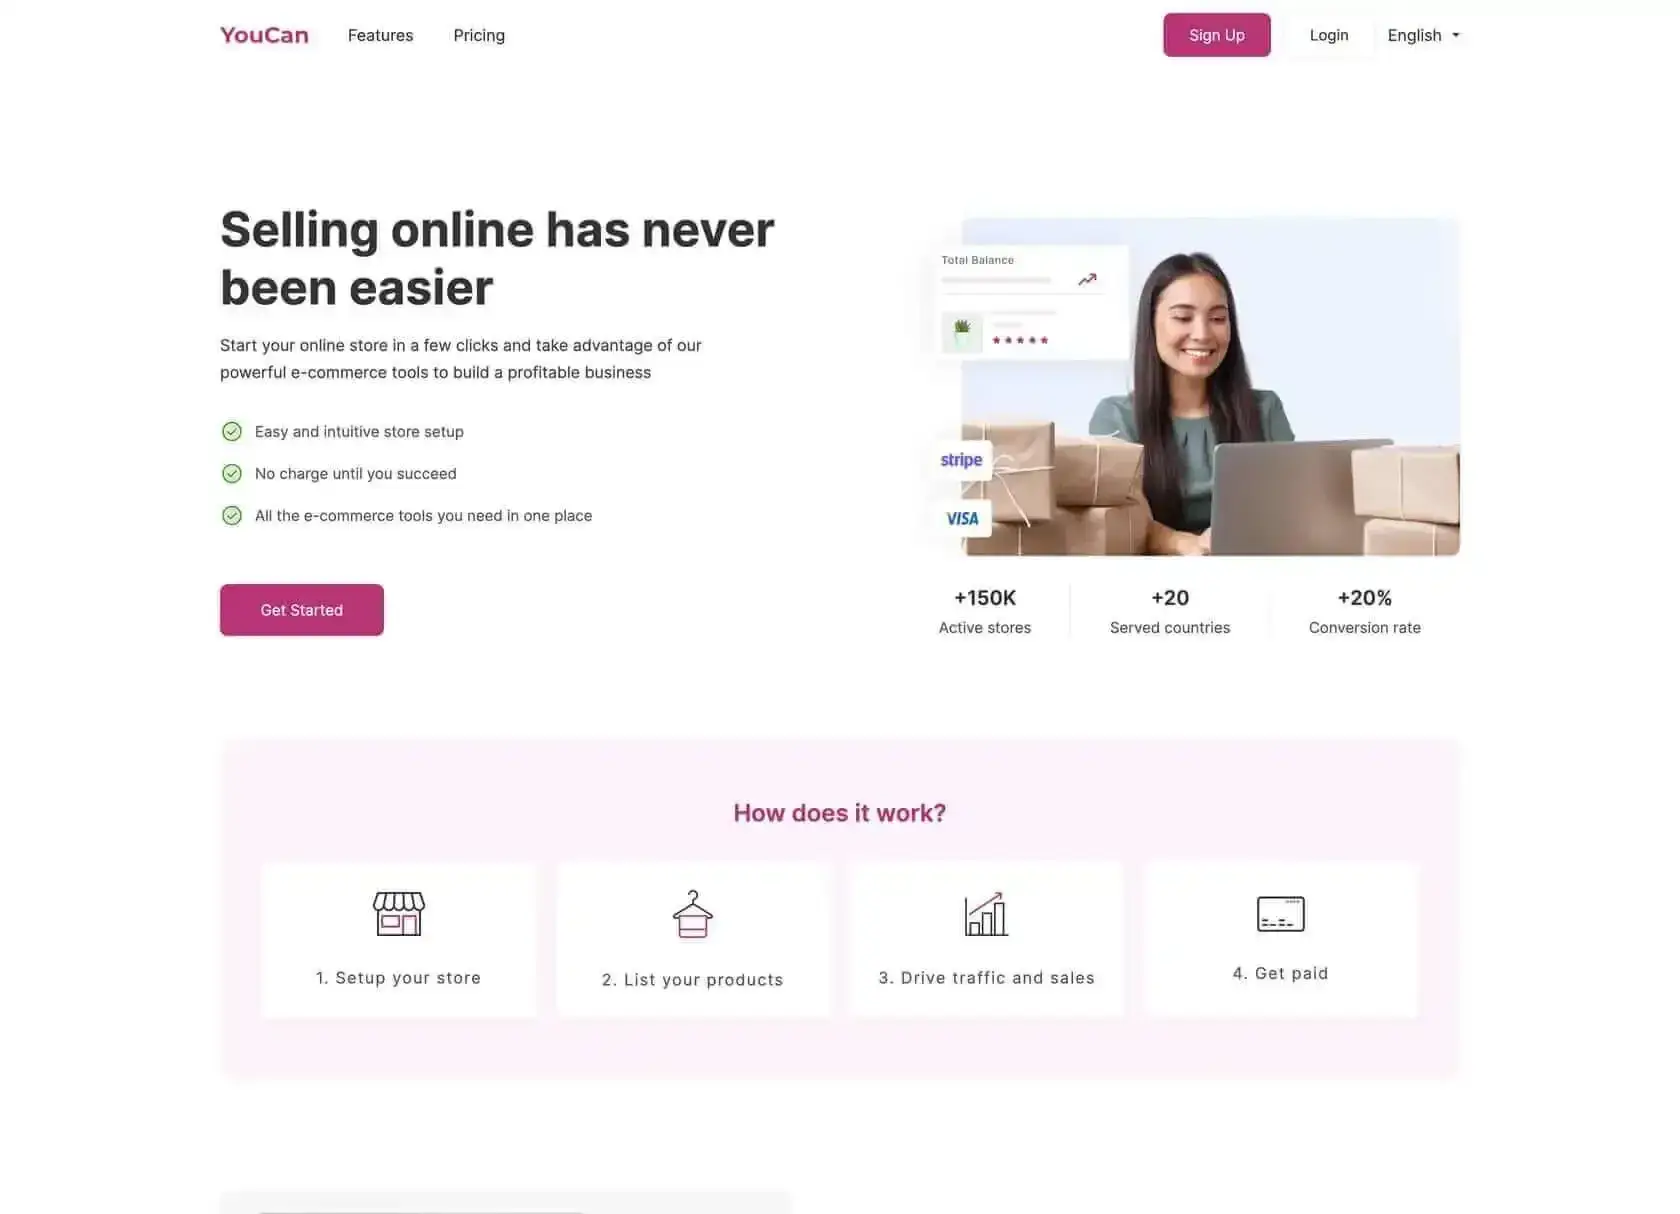 YouCan
Features
Pricing
Sign Up
Login
English
Selling online has never
been easier
Start your online store in a few clicks and take advantage of our
powerful e-commerce tools to build a profitable business
Easy and intuitive store setup
No charge until you succeed
All the e-commerce tools you need in one place
Get Started
Total Balance
stripe
VISA
+150K
Active stores
+20
Served countries
+20%
Conversion rate
How does it work?
1. Setup your store
2. List your products
3. Drive traffic and sales
4. Get paid